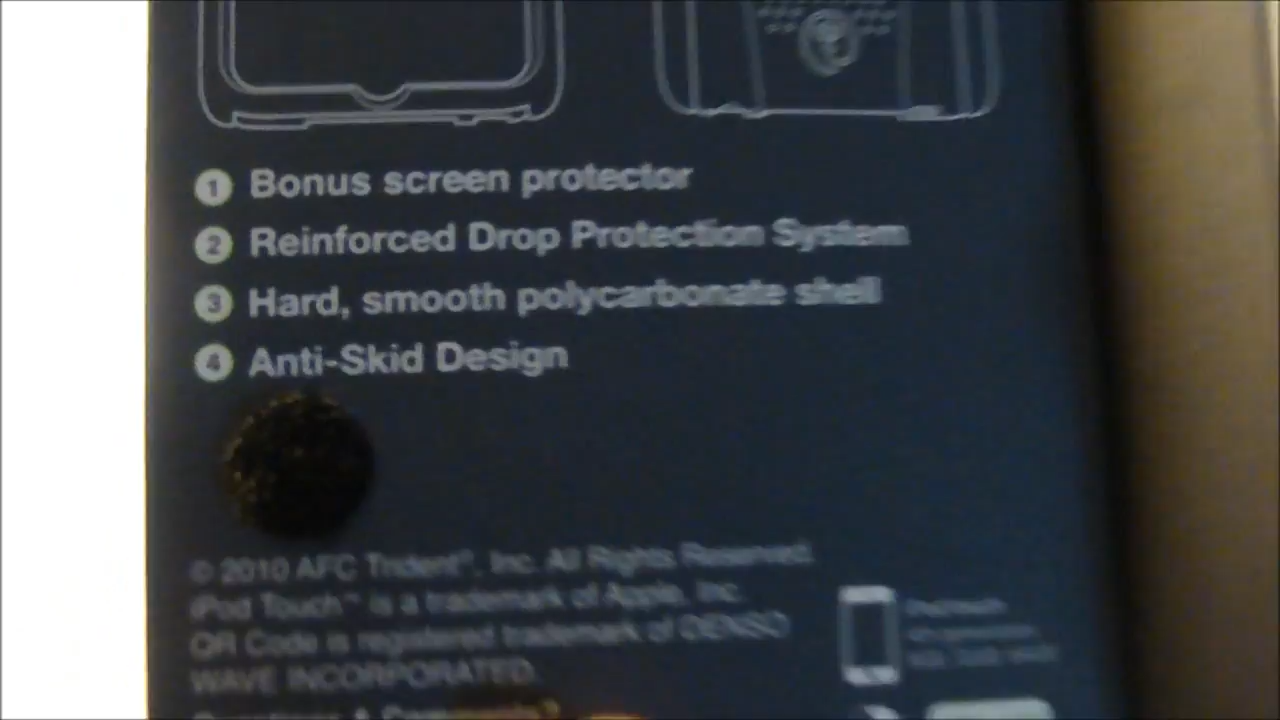 1 Bonus screen protector
2 Reinforced Drop Protection System
3 Hard, smooth polycarbonate shell
4 Anti-Skid Design
© 2010 AFC Trident™, Inc. All Rights Reserved.
iPod Touch™ is a trademark of Apple, Inc.
QR Code is registered trademark of DENSO
WAVE INCORPORATED.